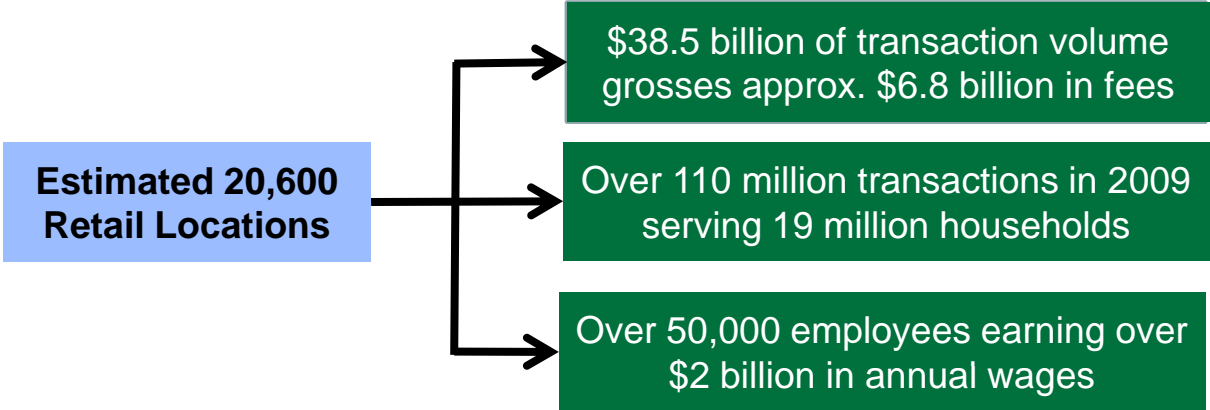 $38.5 billion of transaction volume
grosses approx. $6.8 billion in fees
Estimated 20,600
Retail Locations
Over 110 million transactions in 2009
serving 19 million households
Over 50,000 employees earning over
$2 billion in annual wages